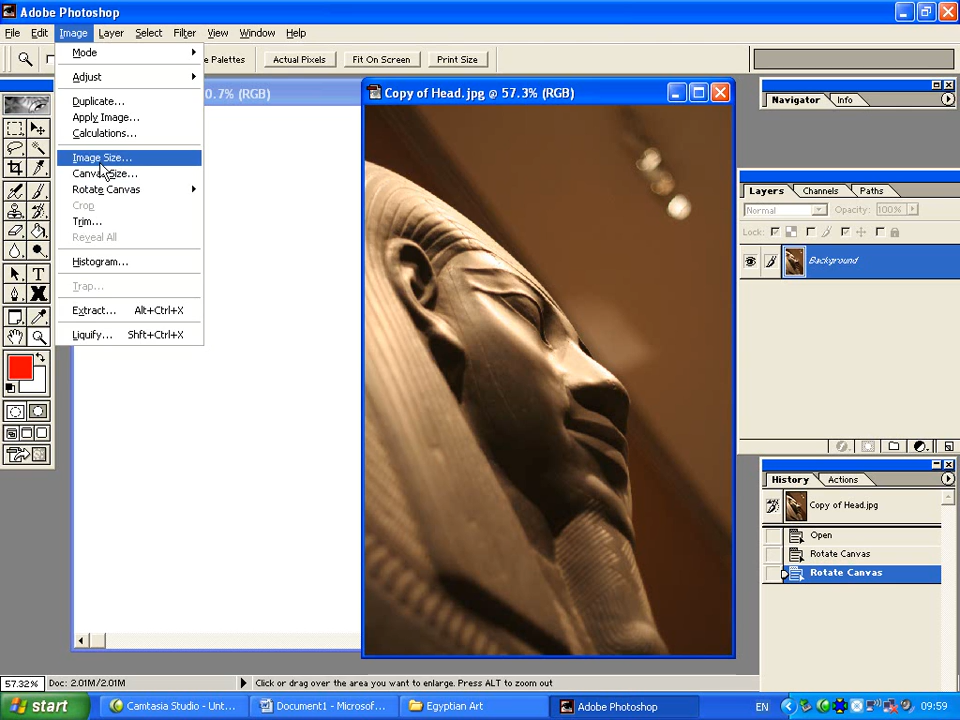 Adobe Photoshop
File Edit Image Layer Select Filter View Window Help
Palettes Actual Pixels Fit On Screen Print Size
Mode
Adjust
Duplicate...
Apply Image...
Calculations...
Image Size...
Canvas Size...
Rotate Canvas
Crop
Trim...
Reveal All
Histogram...
Trap...
Extract... Alt+Ctrl+X
Liquify... Shft+Ctrl+X
0.7% (RGB)
Copy of Head.jpg @ 57.3% (RGB)
Navigator Info
Layers Channels Paths
Normal Opacity: 100%
Lock:
Background
History Actions
Copy of Head.jpg
Open
Rotate Canvas
Rotate Canvas
57.32% Doc: 2.01M/2.01M Click or drag over the area you want to enlarge. Press ALT to zoom out
start Camtasia Studio - Unt... Document1 - Microsof... Egyptian Art Adobe Photoshop EN 09:59